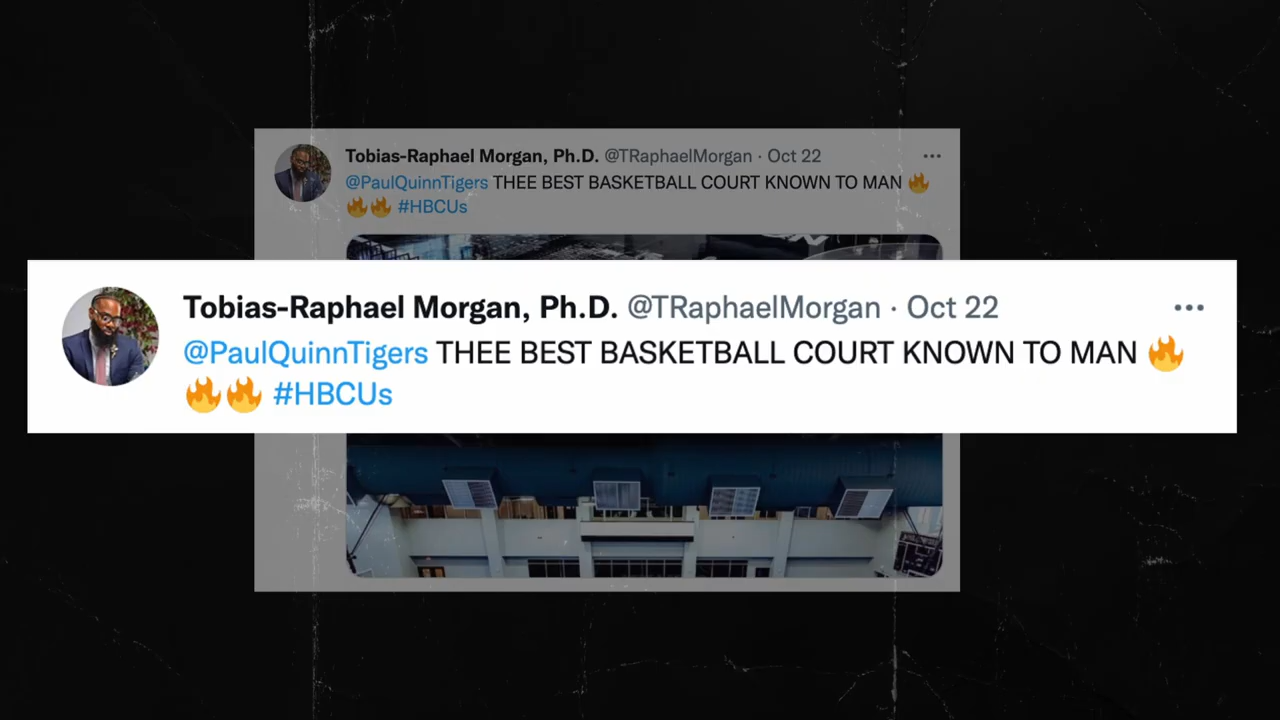 Tobias-Raphael Morgan, Ph.D. @TRaphaelMorgan · Oct 22
@PaulQuinnTigers THEE BEST BASKETBALL COURT KNOWN TO MAN 🔥
🔥🔥 #HBCUs
Tobias-Raphael Morgan, Ph.D. @TRaphaelMorgan · Oct 22
@PaulQuinnTigers THEE BEST BASKETBALL COURT KNOWN TO MAN 🔥
🔥🔥 #HBCUs